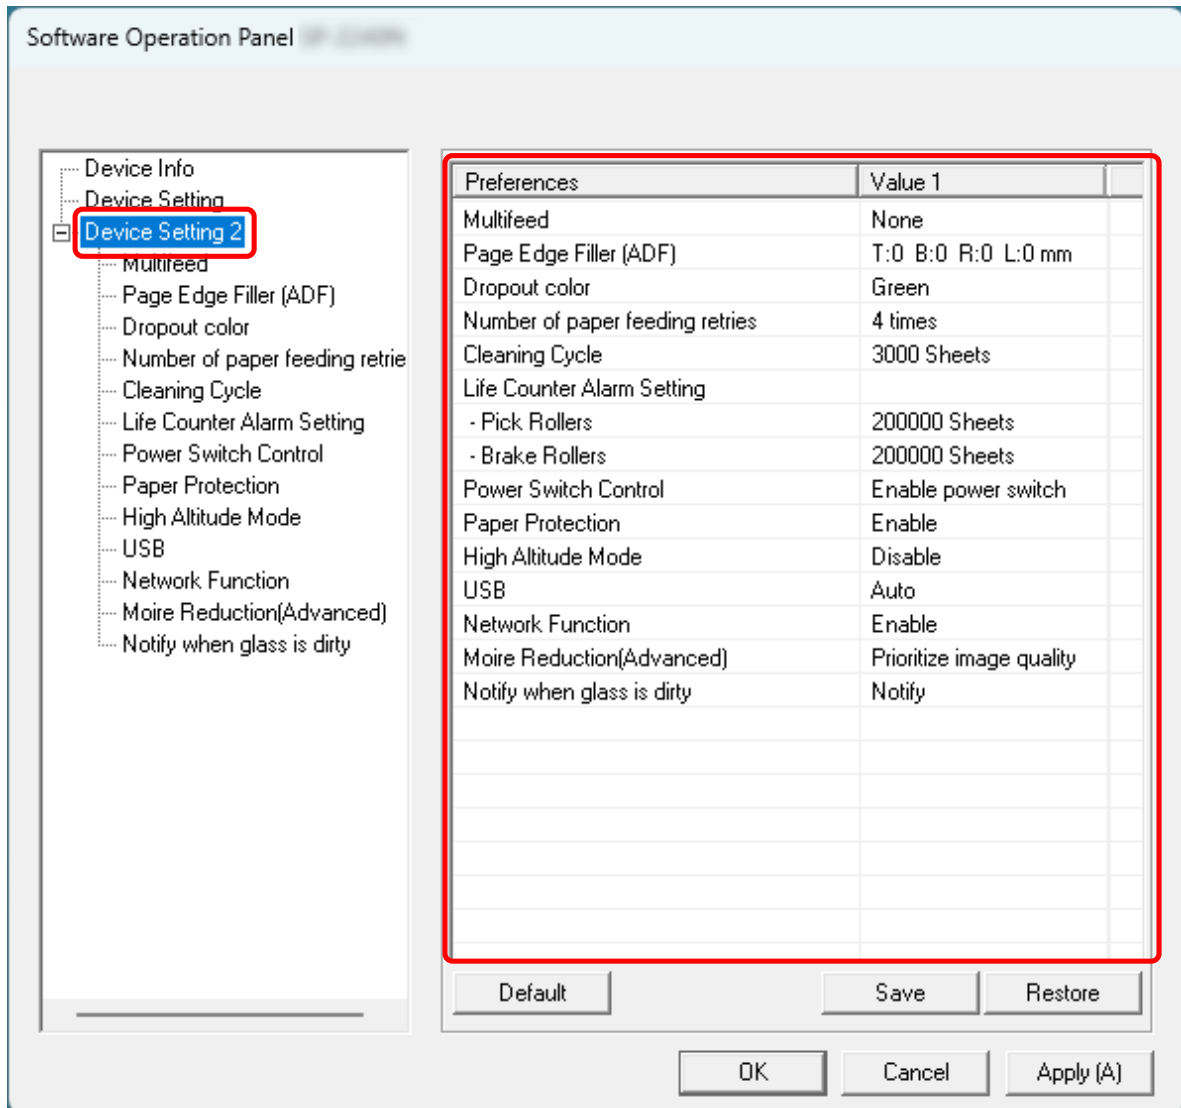 Software Operation Panel
Device Info
Device Setting
Device Setting 2
Multifeed
Page Edge Filler (ADF)
Dropout color
Number of paper feeding retrie
Cleaning Cycle
Life Counter Alarm Setting
Power Switch Control
Paper Protection
High Altitude Mode
USB
Network Function
Moire Reduction(Advanced)
Notify when glass is dirty
Preferences Value 1
Multifeed None
Page Edge Filler (ADF) T:0 B:0 R:0 L:0 mm
Dropout color Green
Number of paper feeding retries 4 times
Cleaning Cycle 3000 Sheets
Life Counter Alarm Setting
- Pick Rollers 200000 Sheets
- Brake Rollers 200000 Sheets
Power Switch Control Enable power switch
Paper Protection Enable
High Altitude Mode Disable
USB Auto
Network Function Enable
Moire Reduction(Advanced) Prioritize image quality
Notify when glass is dirty Notify
Default Save Restore
OK Cancel Apply (A)